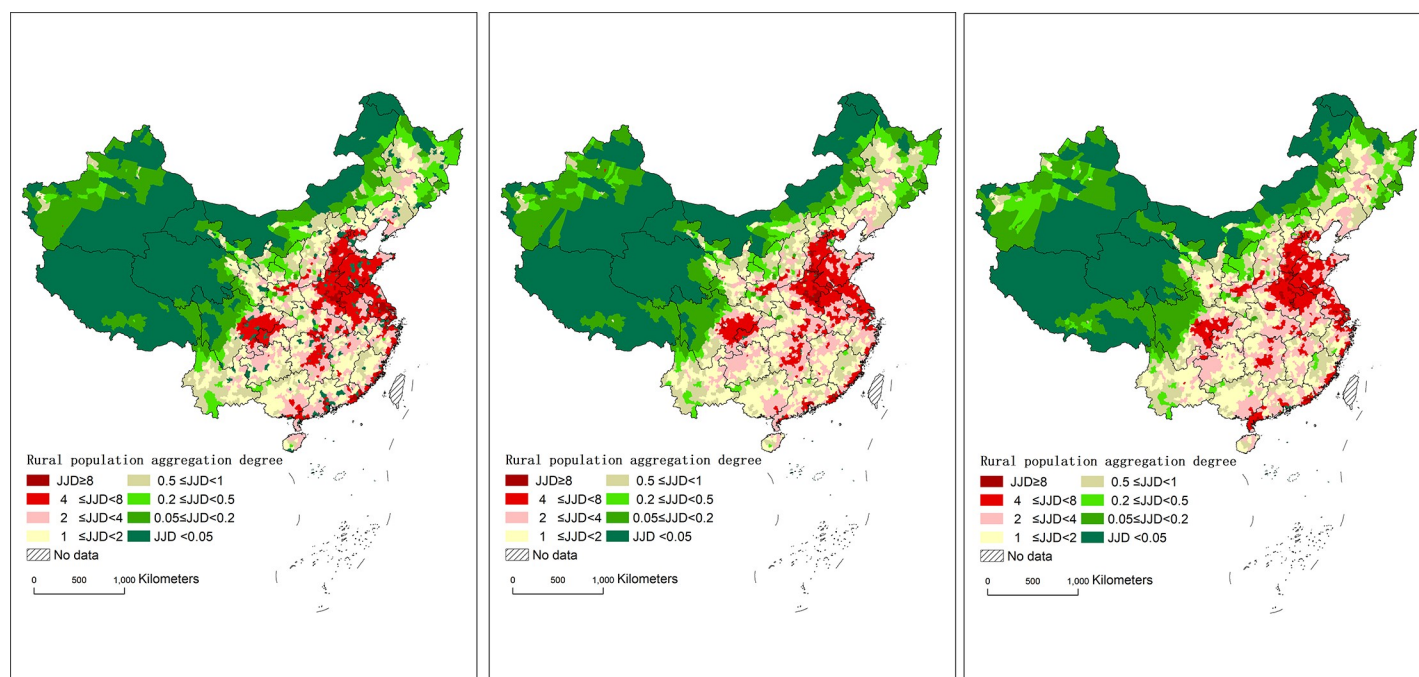 Rural population aggregation degree
JJD≥8 0.5 ≤JJD<1
4 ≤JJD<8 0.2 ≤JJD<0.5
2 ≤JJD<4 0.05≤JJD<0.2
1 ≤JJD<2 JJD <0.05
No data
0 500 1,000 Kilometers
Rural population aggregation degree
JJD≥8 0.5 ≤JJD<1
4 ≤JJD<8 0.2 ≤JJD<0.5
2 ≤JJD<4 0.05≤JJD<0.2
1 ≤JJD<2 JJD <0.05
No data
0 500 1,000 Kilometers
Rural population aggregation degree
JJD≥8 0.5 ≤JJD<1
4 ≤JJD<8 0.2 ≤JJD<0.5
2 ≤JJD<4 0.05≤JJD<0.2
1 ≤JJD<2 JJD <0.05
No data
0 500 1,000 Kilometers